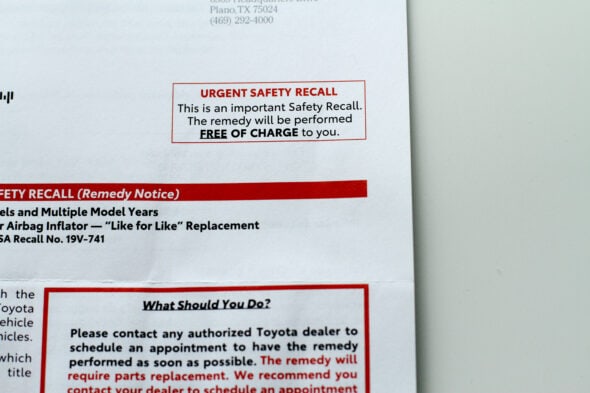 Plano, TX 75024
(469) 292-4000
URGENT SAFETY RECALL
This is an important Safety Recall.
The remedy will be performed
FREE OF CHARGE to you.
FETY RECALL (Remedy Notice)
els and Multiple Model Years
r Airbag Inflator — “Like for Like” Replacement
SA Recall No. 19V-741
h the
oyota
ehicle
nicles.
which
title
What Should You Do?
Please contact any authorized Toyota dealer to
schedule an appointment to have the remedy
performed as soon as possible. The remedy will
require parts replacement. We recommend you
contact your dealer to schedule an appointment